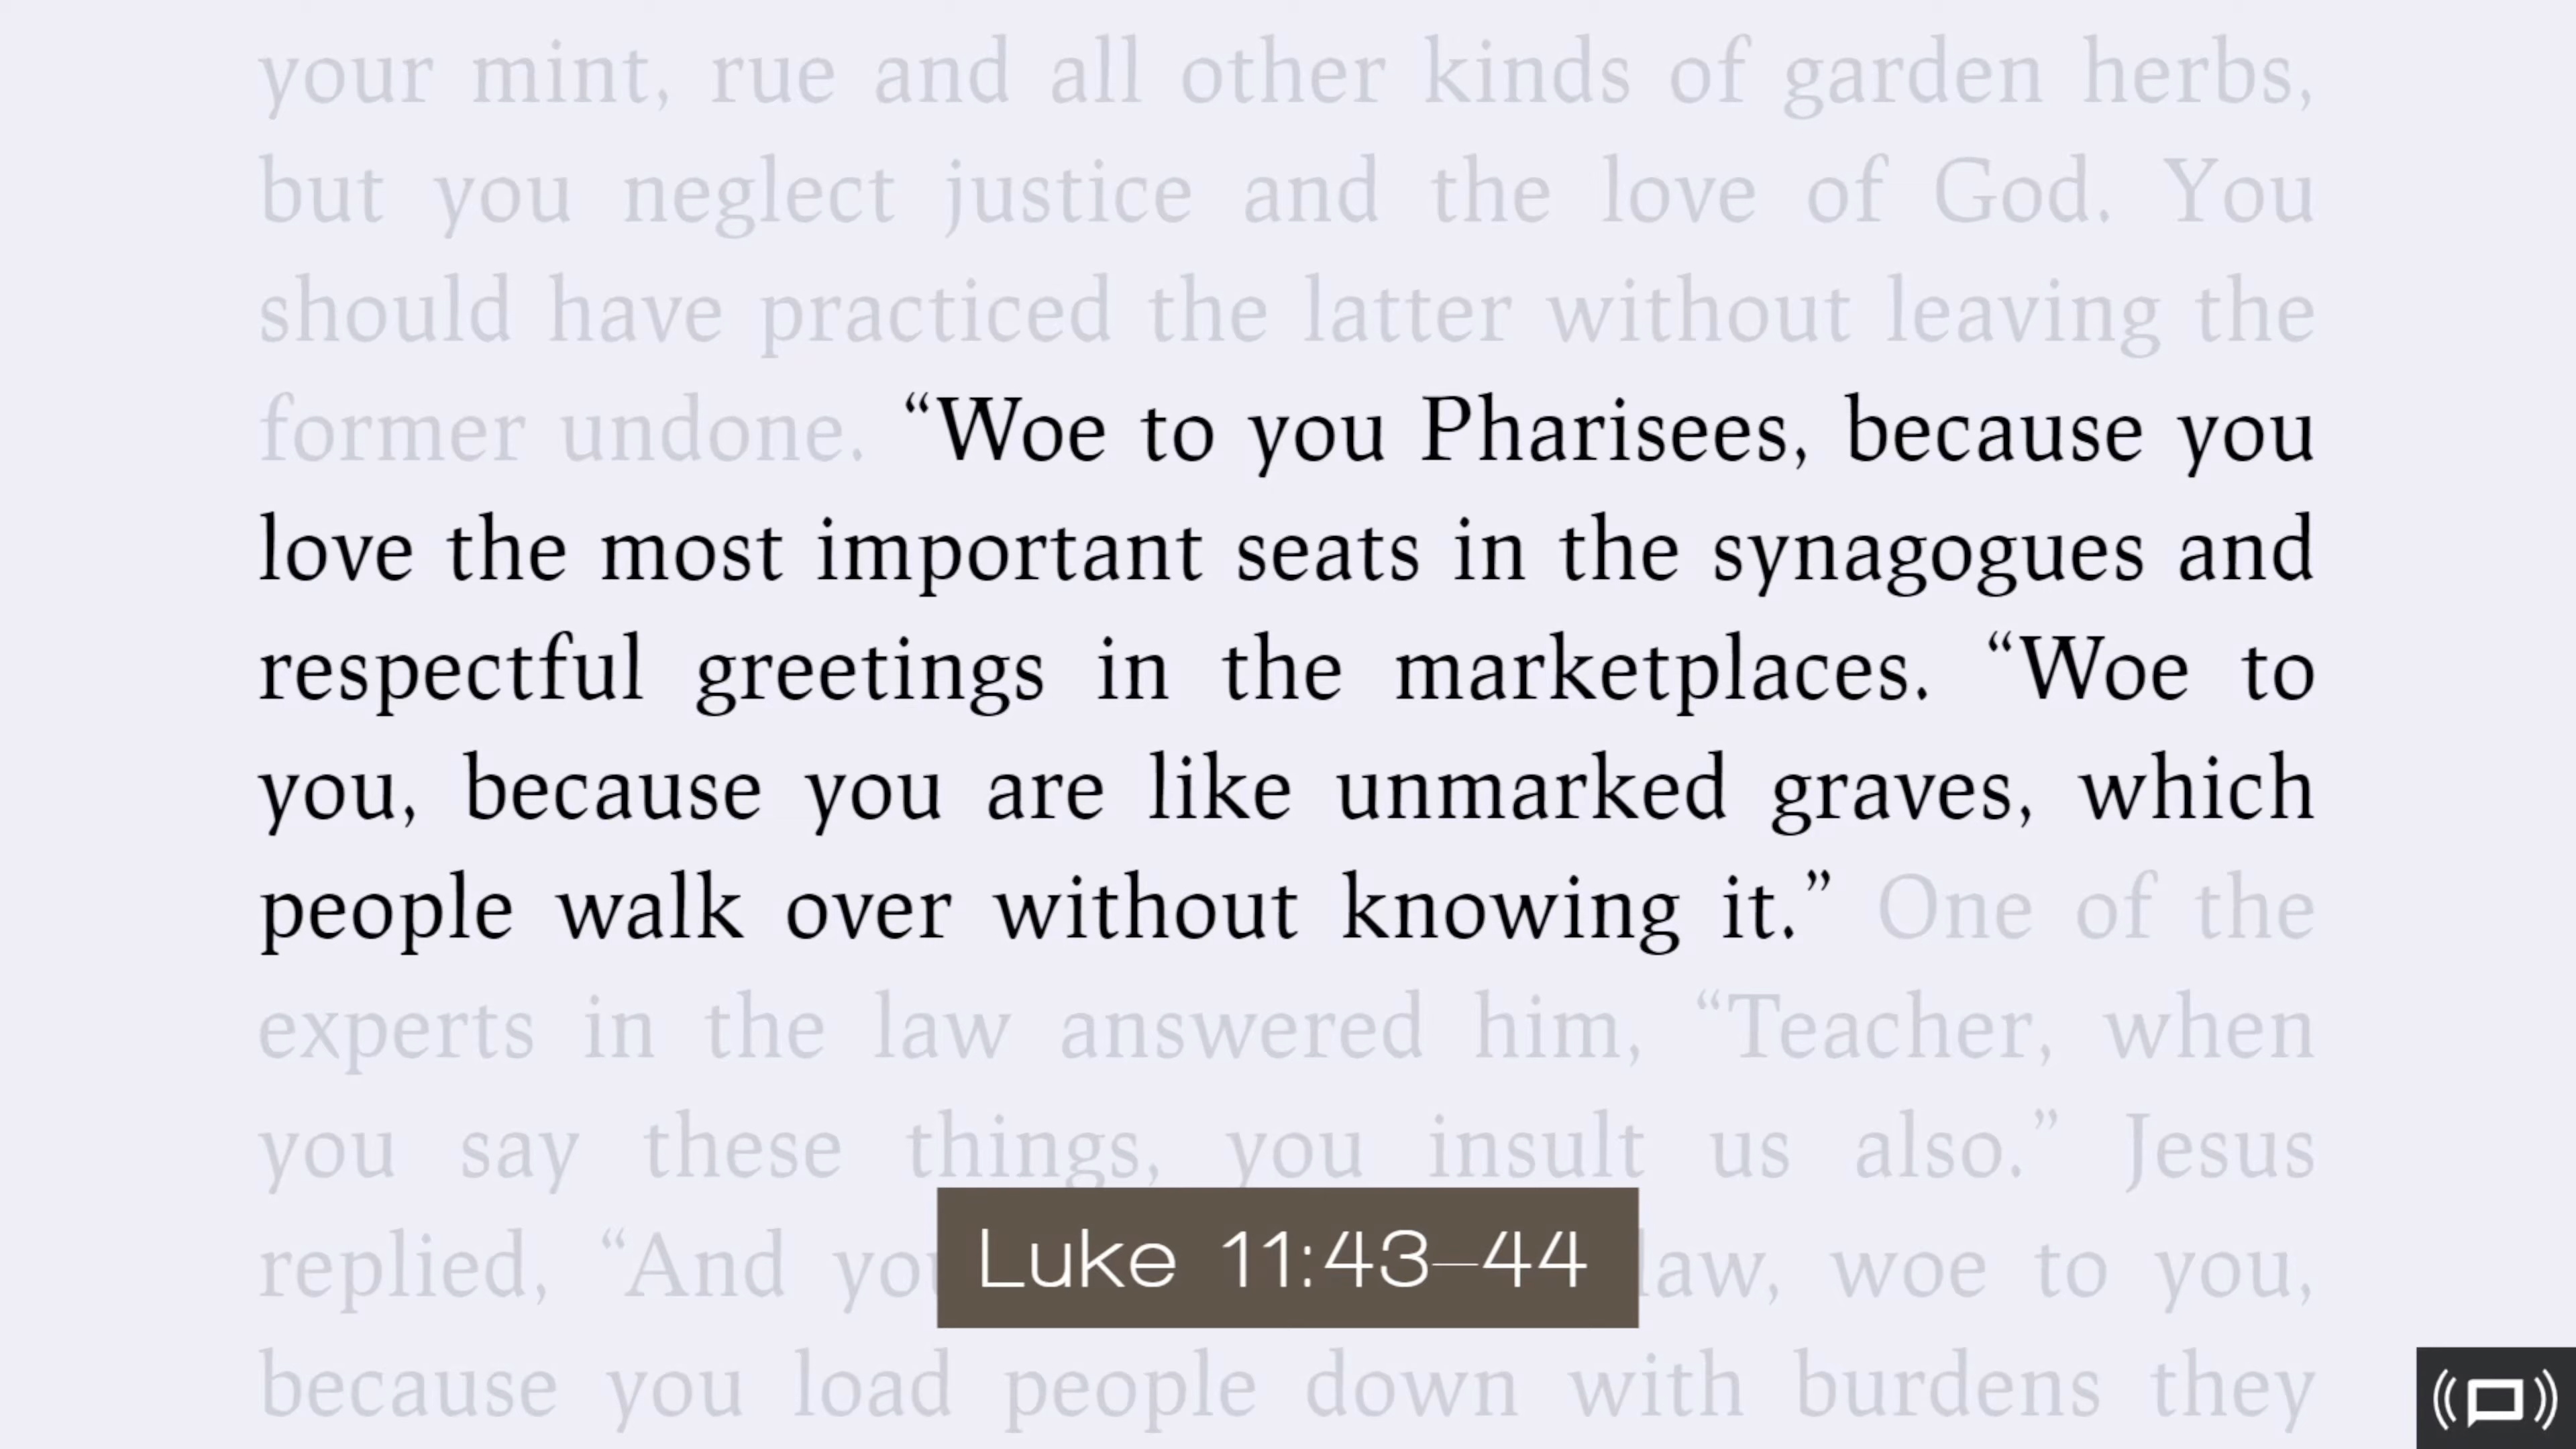 your mint, rue and all other kinds of garden herbs,
but you neglect justice and the love of God. You
should have practiced the latter without leaving the
former undone. “Woe to you Pharisees, because you
love the most important seats in the synagogues and
respectful greetings in the marketplaces. “Woe to
you, because you are like unmarked graves, which
people walk over without knowing it.” One of the
experts in the law answered him, “Teacher, when
you say these things, you insult us also.” Jesus
replied, “And you law, woe to you,
Luke 11:43–44
because you load people down with burdens they